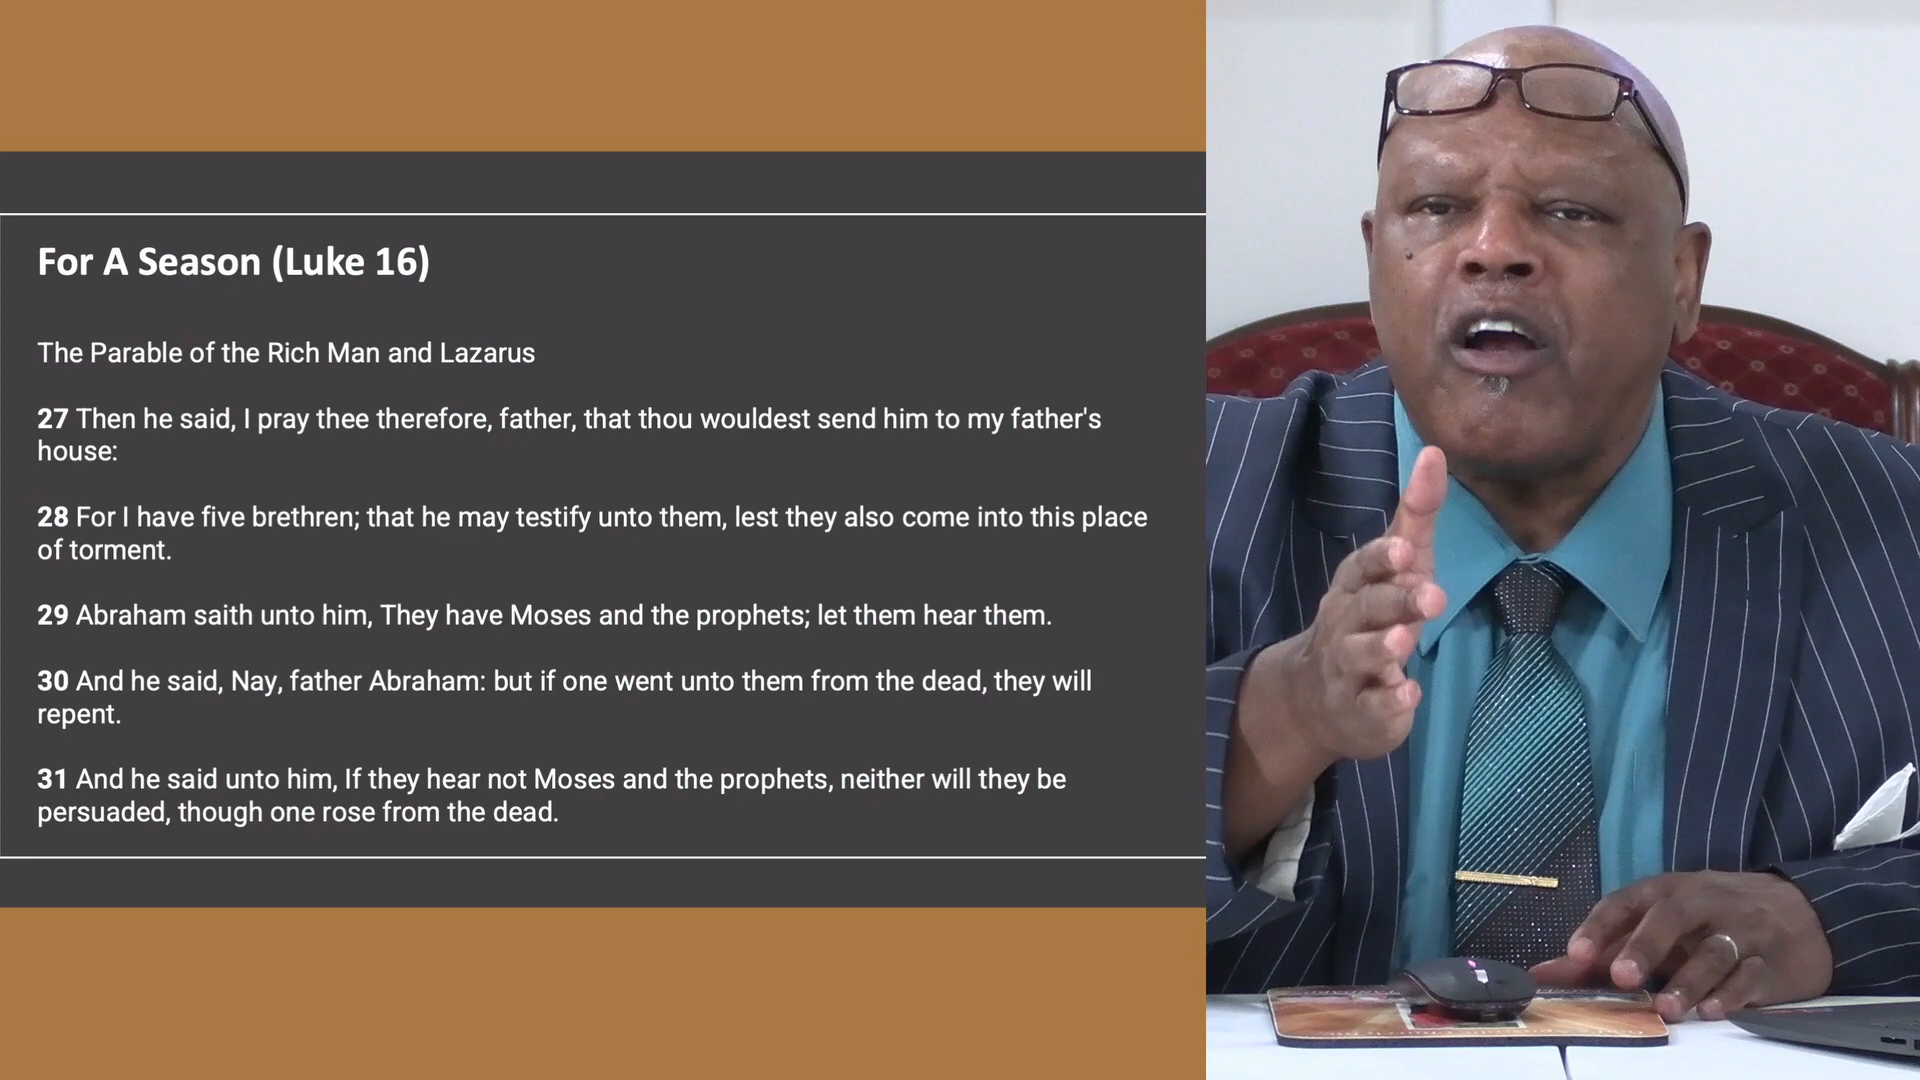 For A Season (Luke 16)
The Parable of the Rich Man and Lazarus
27 Then he said, I pray thee therefore, father, that thou wouldest send him to my father's
house:
28 For I have five brethren; that he may testify unto them, lest they also come into this place
of torment.
29 Abraham saith unto him, They have Moses and the prophets; let them hear them.
30 And he said, Nay, father Abraham: but if one went unto them from the dead, they will
repent.
31 And he said unto him, If they hear not Moses and the prophets, neither will they be
persuaded, though one rose from the dead.